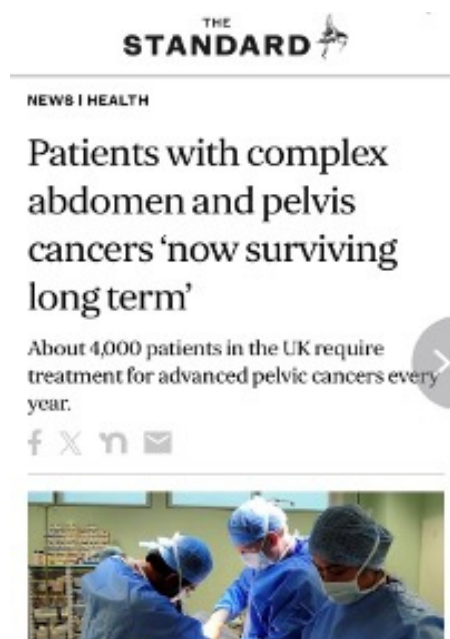 THE
STANDARD
NEWS | HEALTH
Patients with complex
abdomen and pelvis
cancers ‘now surviving
long term’
About 4,000 patients in the UK require
treatment for advanced pelvic cancers every
year.